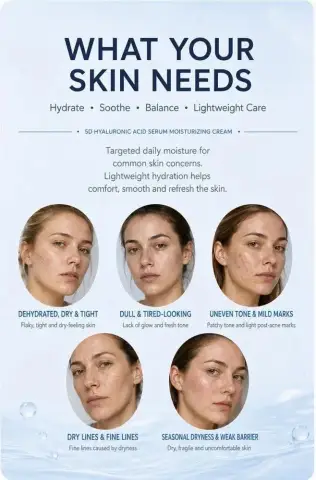 WHAT YOUR
SKIN NEEDS
Hydrate • Soothe • Balance • Lightweight Care
5D HYALURONIC ACID SERUM MOISTURIZING CREAM
Targeted daily moisture for
common skin concerns.
Lightweight hydration helps
comfort, smooth and refresh the skin.
DEHYDRATED, DRY & TIGHT
Flaky, tight and dry-feeling skin
DULL & TIRED-LOOKING
Lack of glow and fresh tone
UNEVEN TONE & MILD MARKS
Patchy tone and light post-acne marks
DRY LINES & FINE LINES
Fine lines caused by dryness
SEASONAL DRYNESS & WEAK BARRIER
Dry, fragile and uncomfortable skin